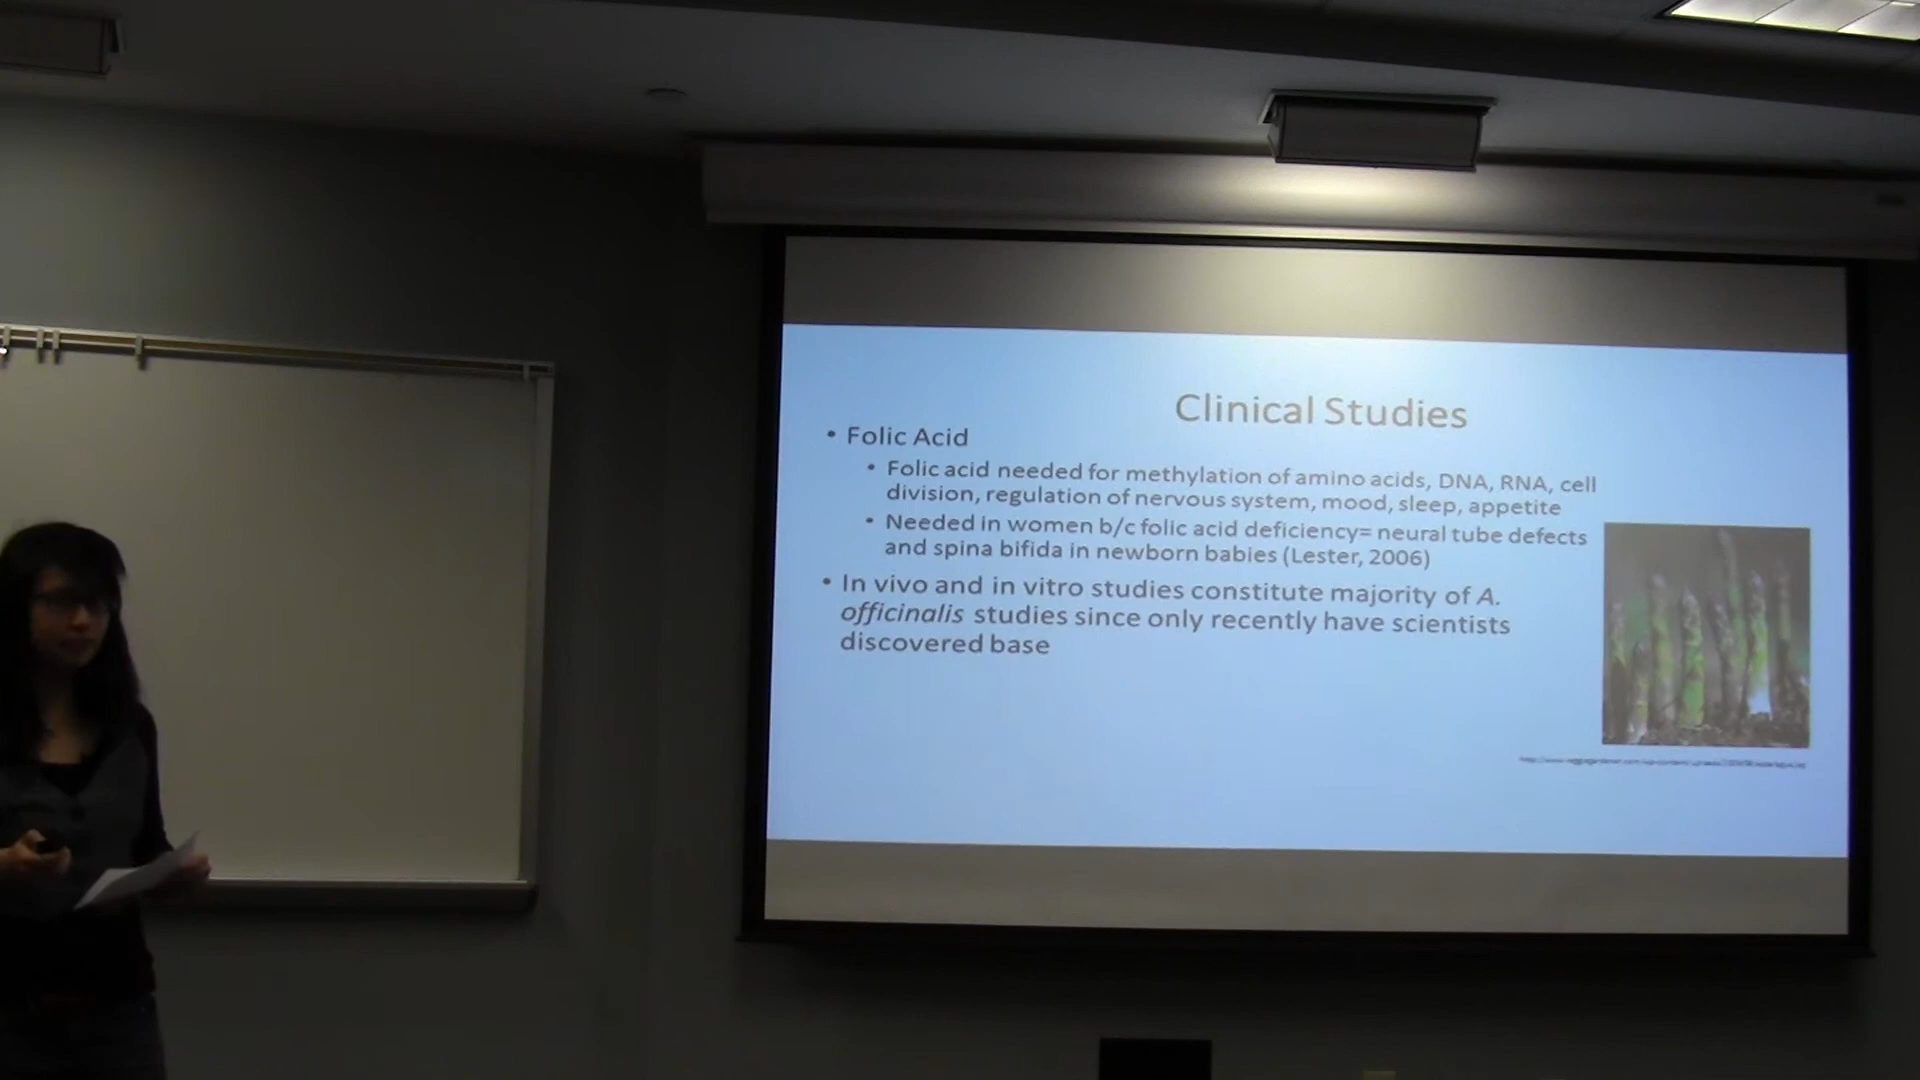 Clinical Studies
• Folic Acid
• Folic acid needed for methylation of amino acids, DNA, RNA, cell
division, regulation of nervous system, mood, sleep, appetite
• Needed in women b/c folic acid deficiency= neural tube defects
and spina bifida in newborn babies (Lester, 2006)
• In vivo and in vitro studies constitute majority of A.
officinalis studies since only recently have scientists
discovered base